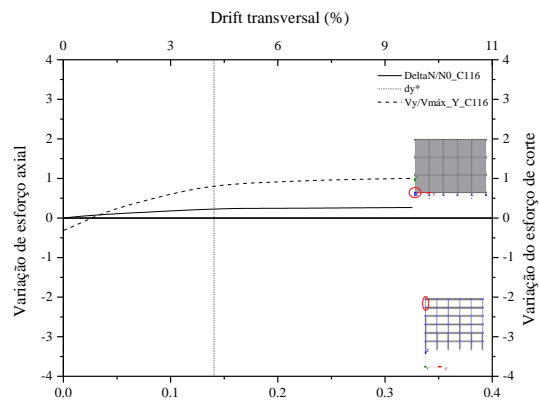 Drift transversal (%)
0 3 6 8 11
4 4
DeltaN/N0_C116
dy*
Vy/Vmáx_Y_C116
3 3
2 2
1 1
0 0
-1 -1
-2 -2
-3 -3
-4 -4
0.0 0.1 0.2 0.3 0.4
Variação de esforço axial
Variação do esforço de corte